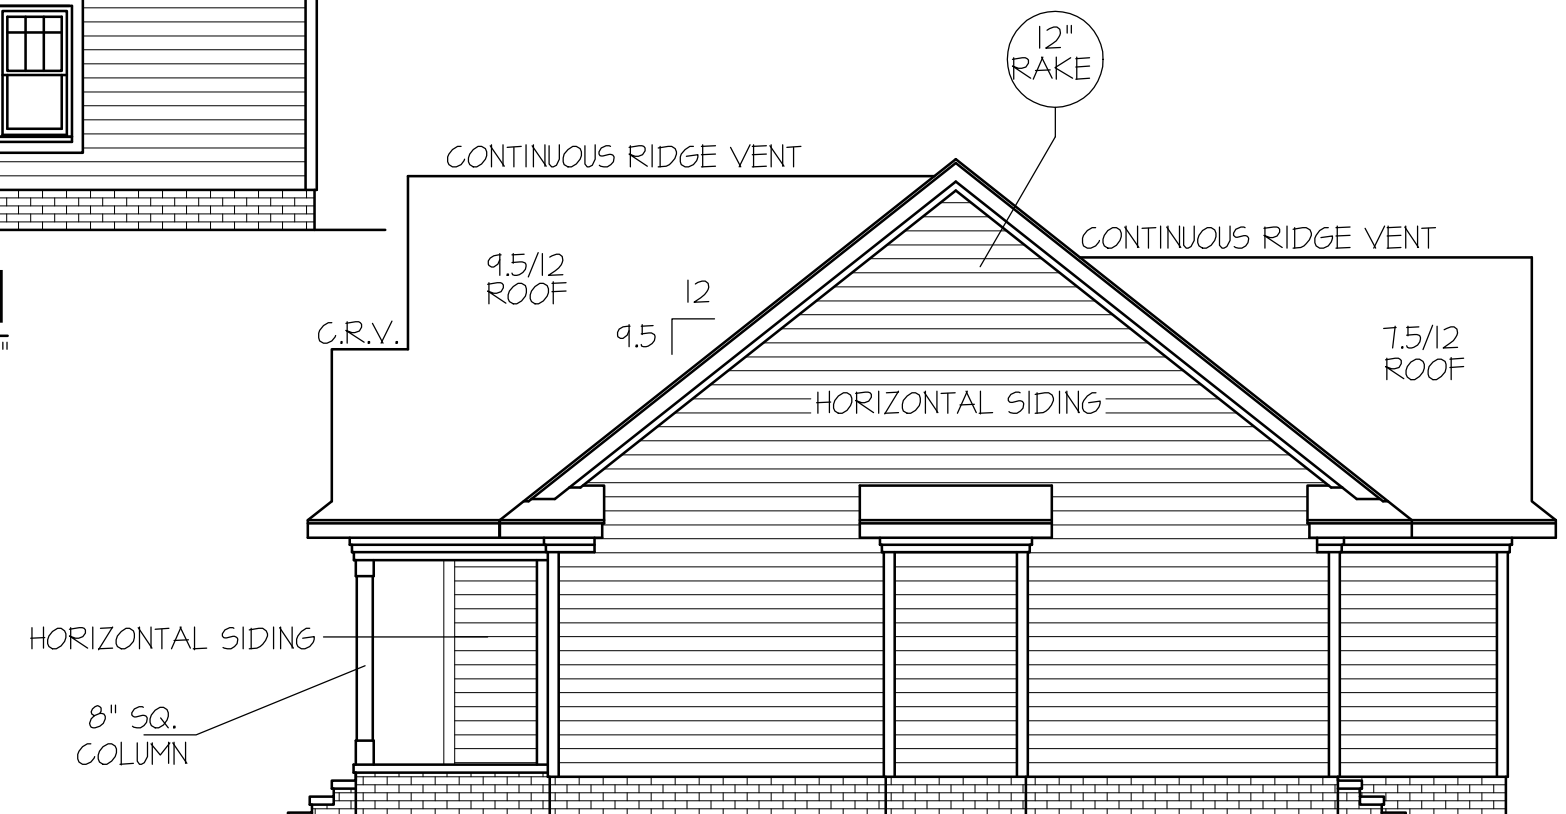 12"
RAKE
CONTINUOUS RIDGE VENT
CONTINUOUS RIDGE VENT
9.5/12
ROOF
12
9.5
C.R.V.
7.5/12
ROOF
HORIZONTAL SIDING
HORIZONTAL SIDING
8" SQ.
COLUMN